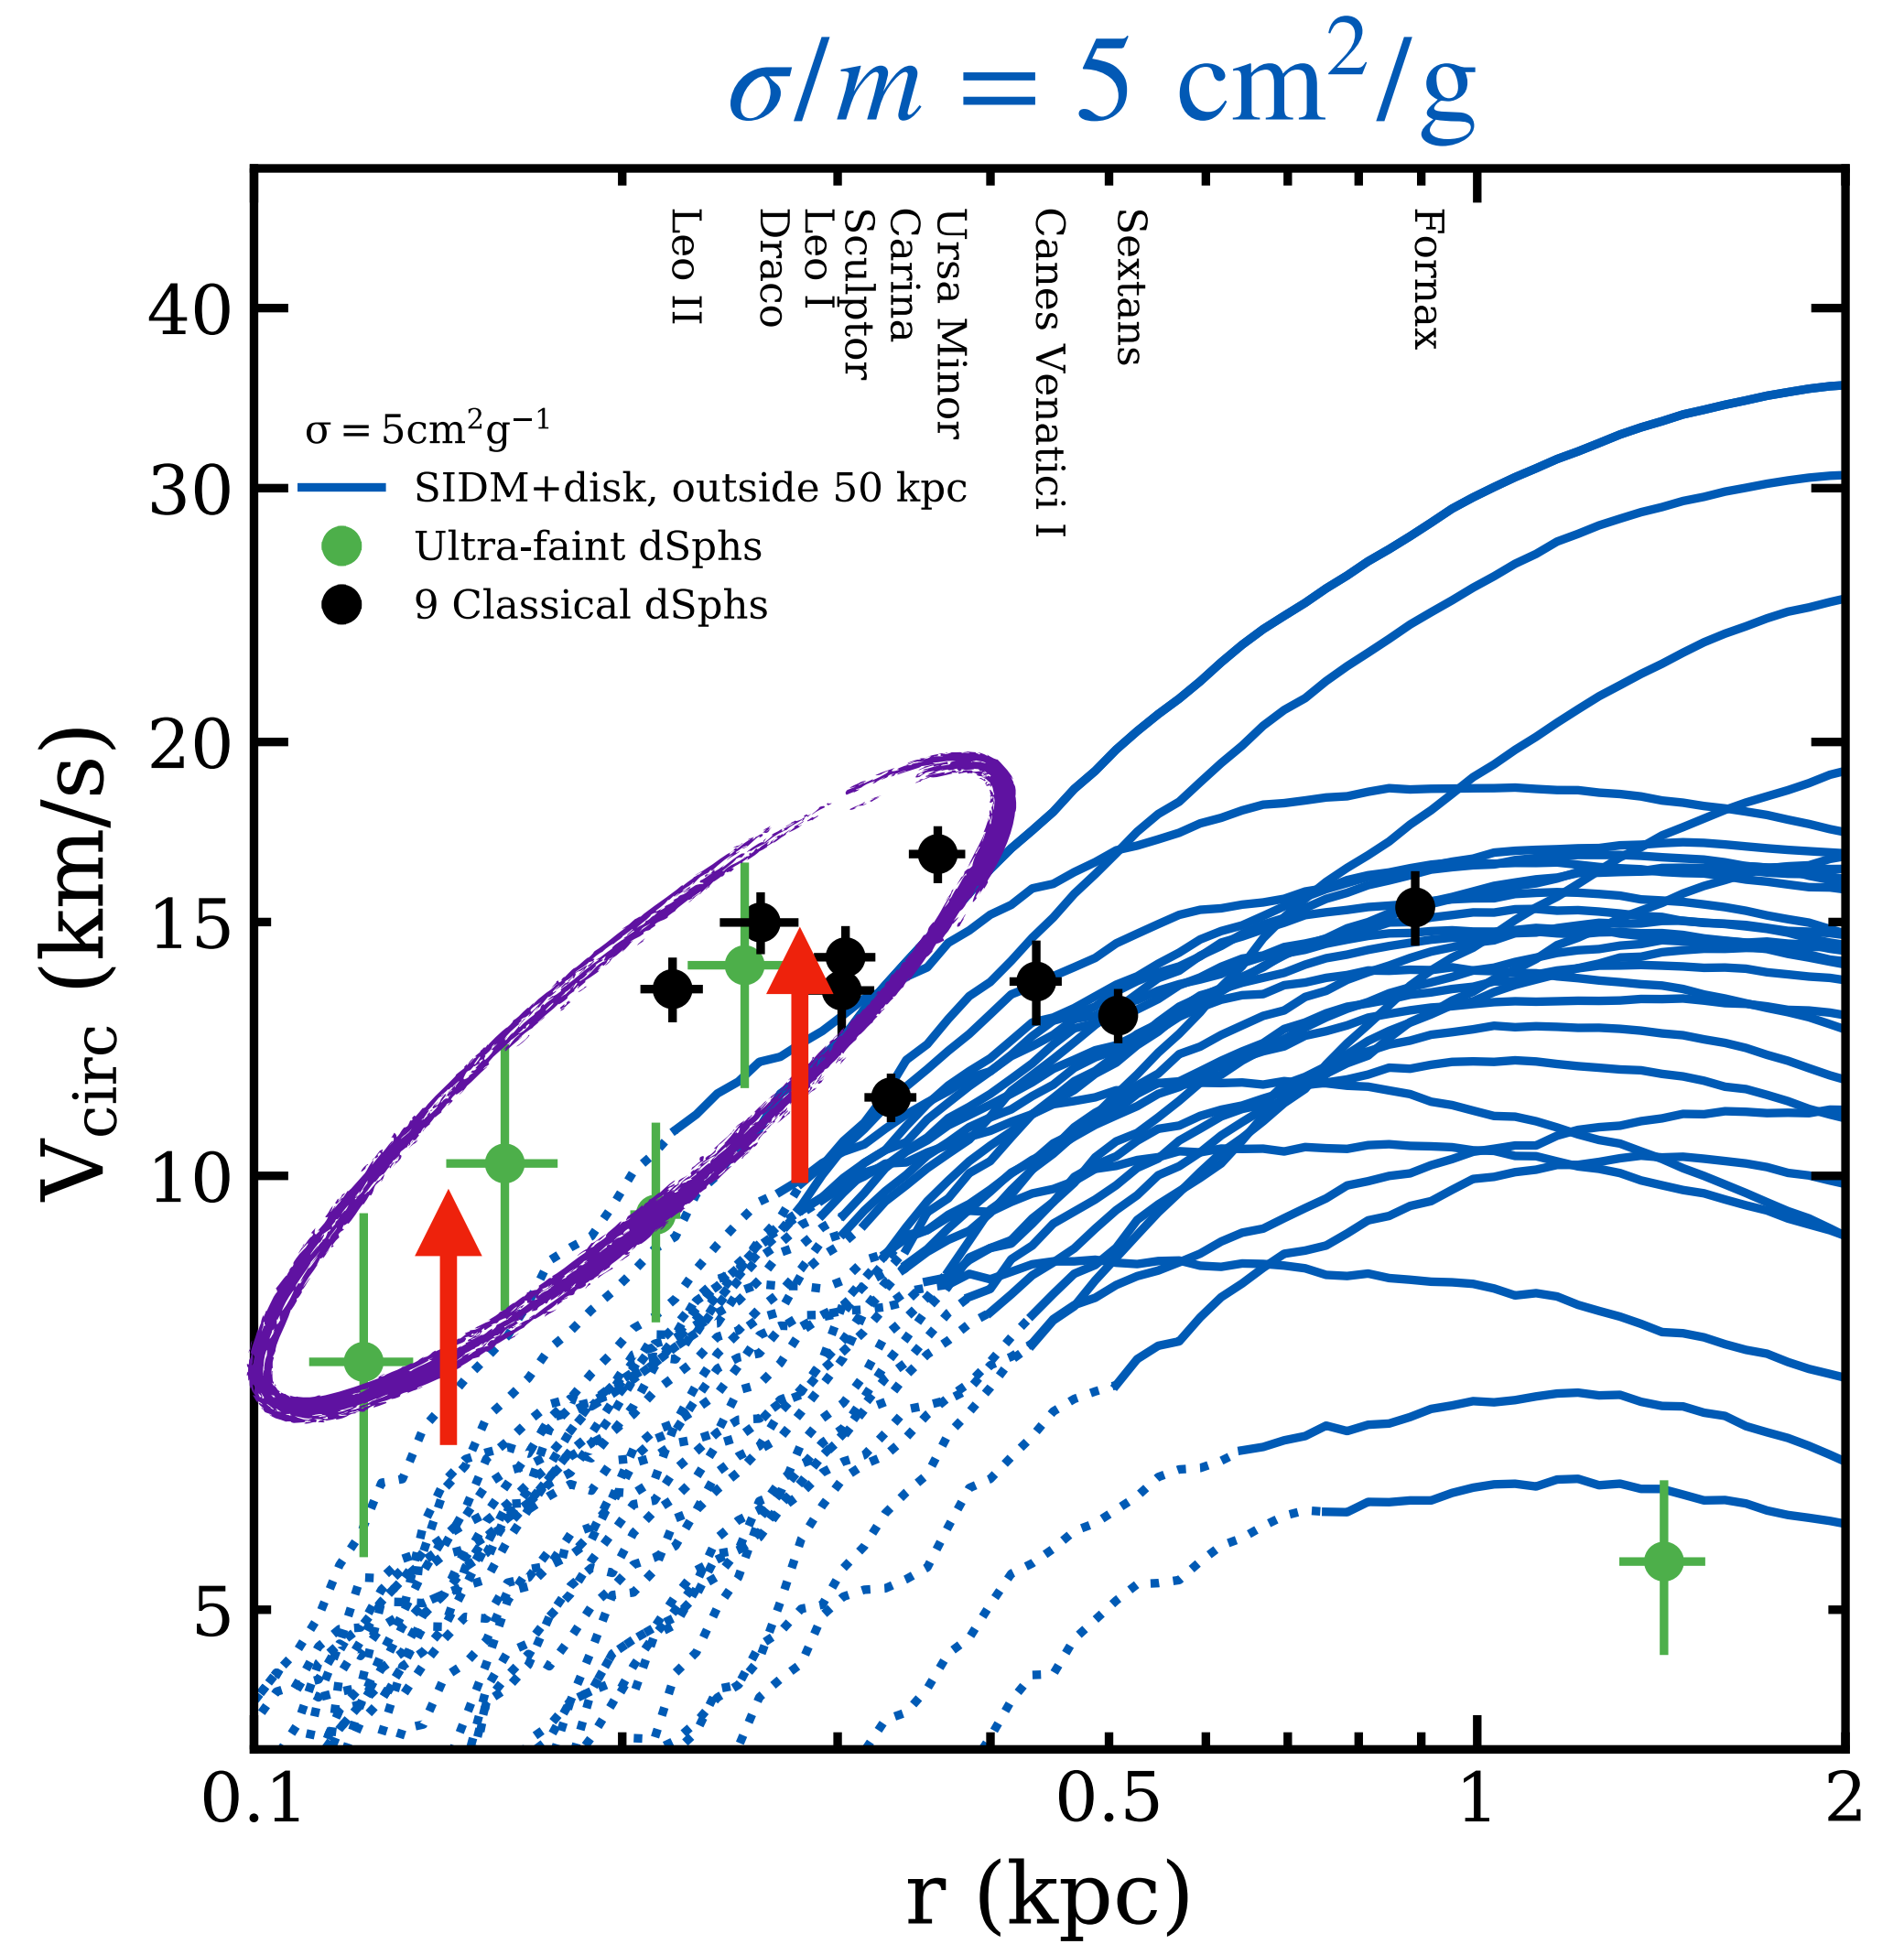 σ/m = 5 cm²/g
Leo II
Draco
Leo I
Sculptor
Carina
Ursa Minor
Canes Venatici I
Sextans
Fornax
σ = 5cm²g⁻¹
SIDM+disk, outside 50 kpc
Ultra-faint dSphs
9 Classical dSphs
40
30
20
15
10
5
V_circ (km/s)
0.1
0.5
1
2
r (kpc)